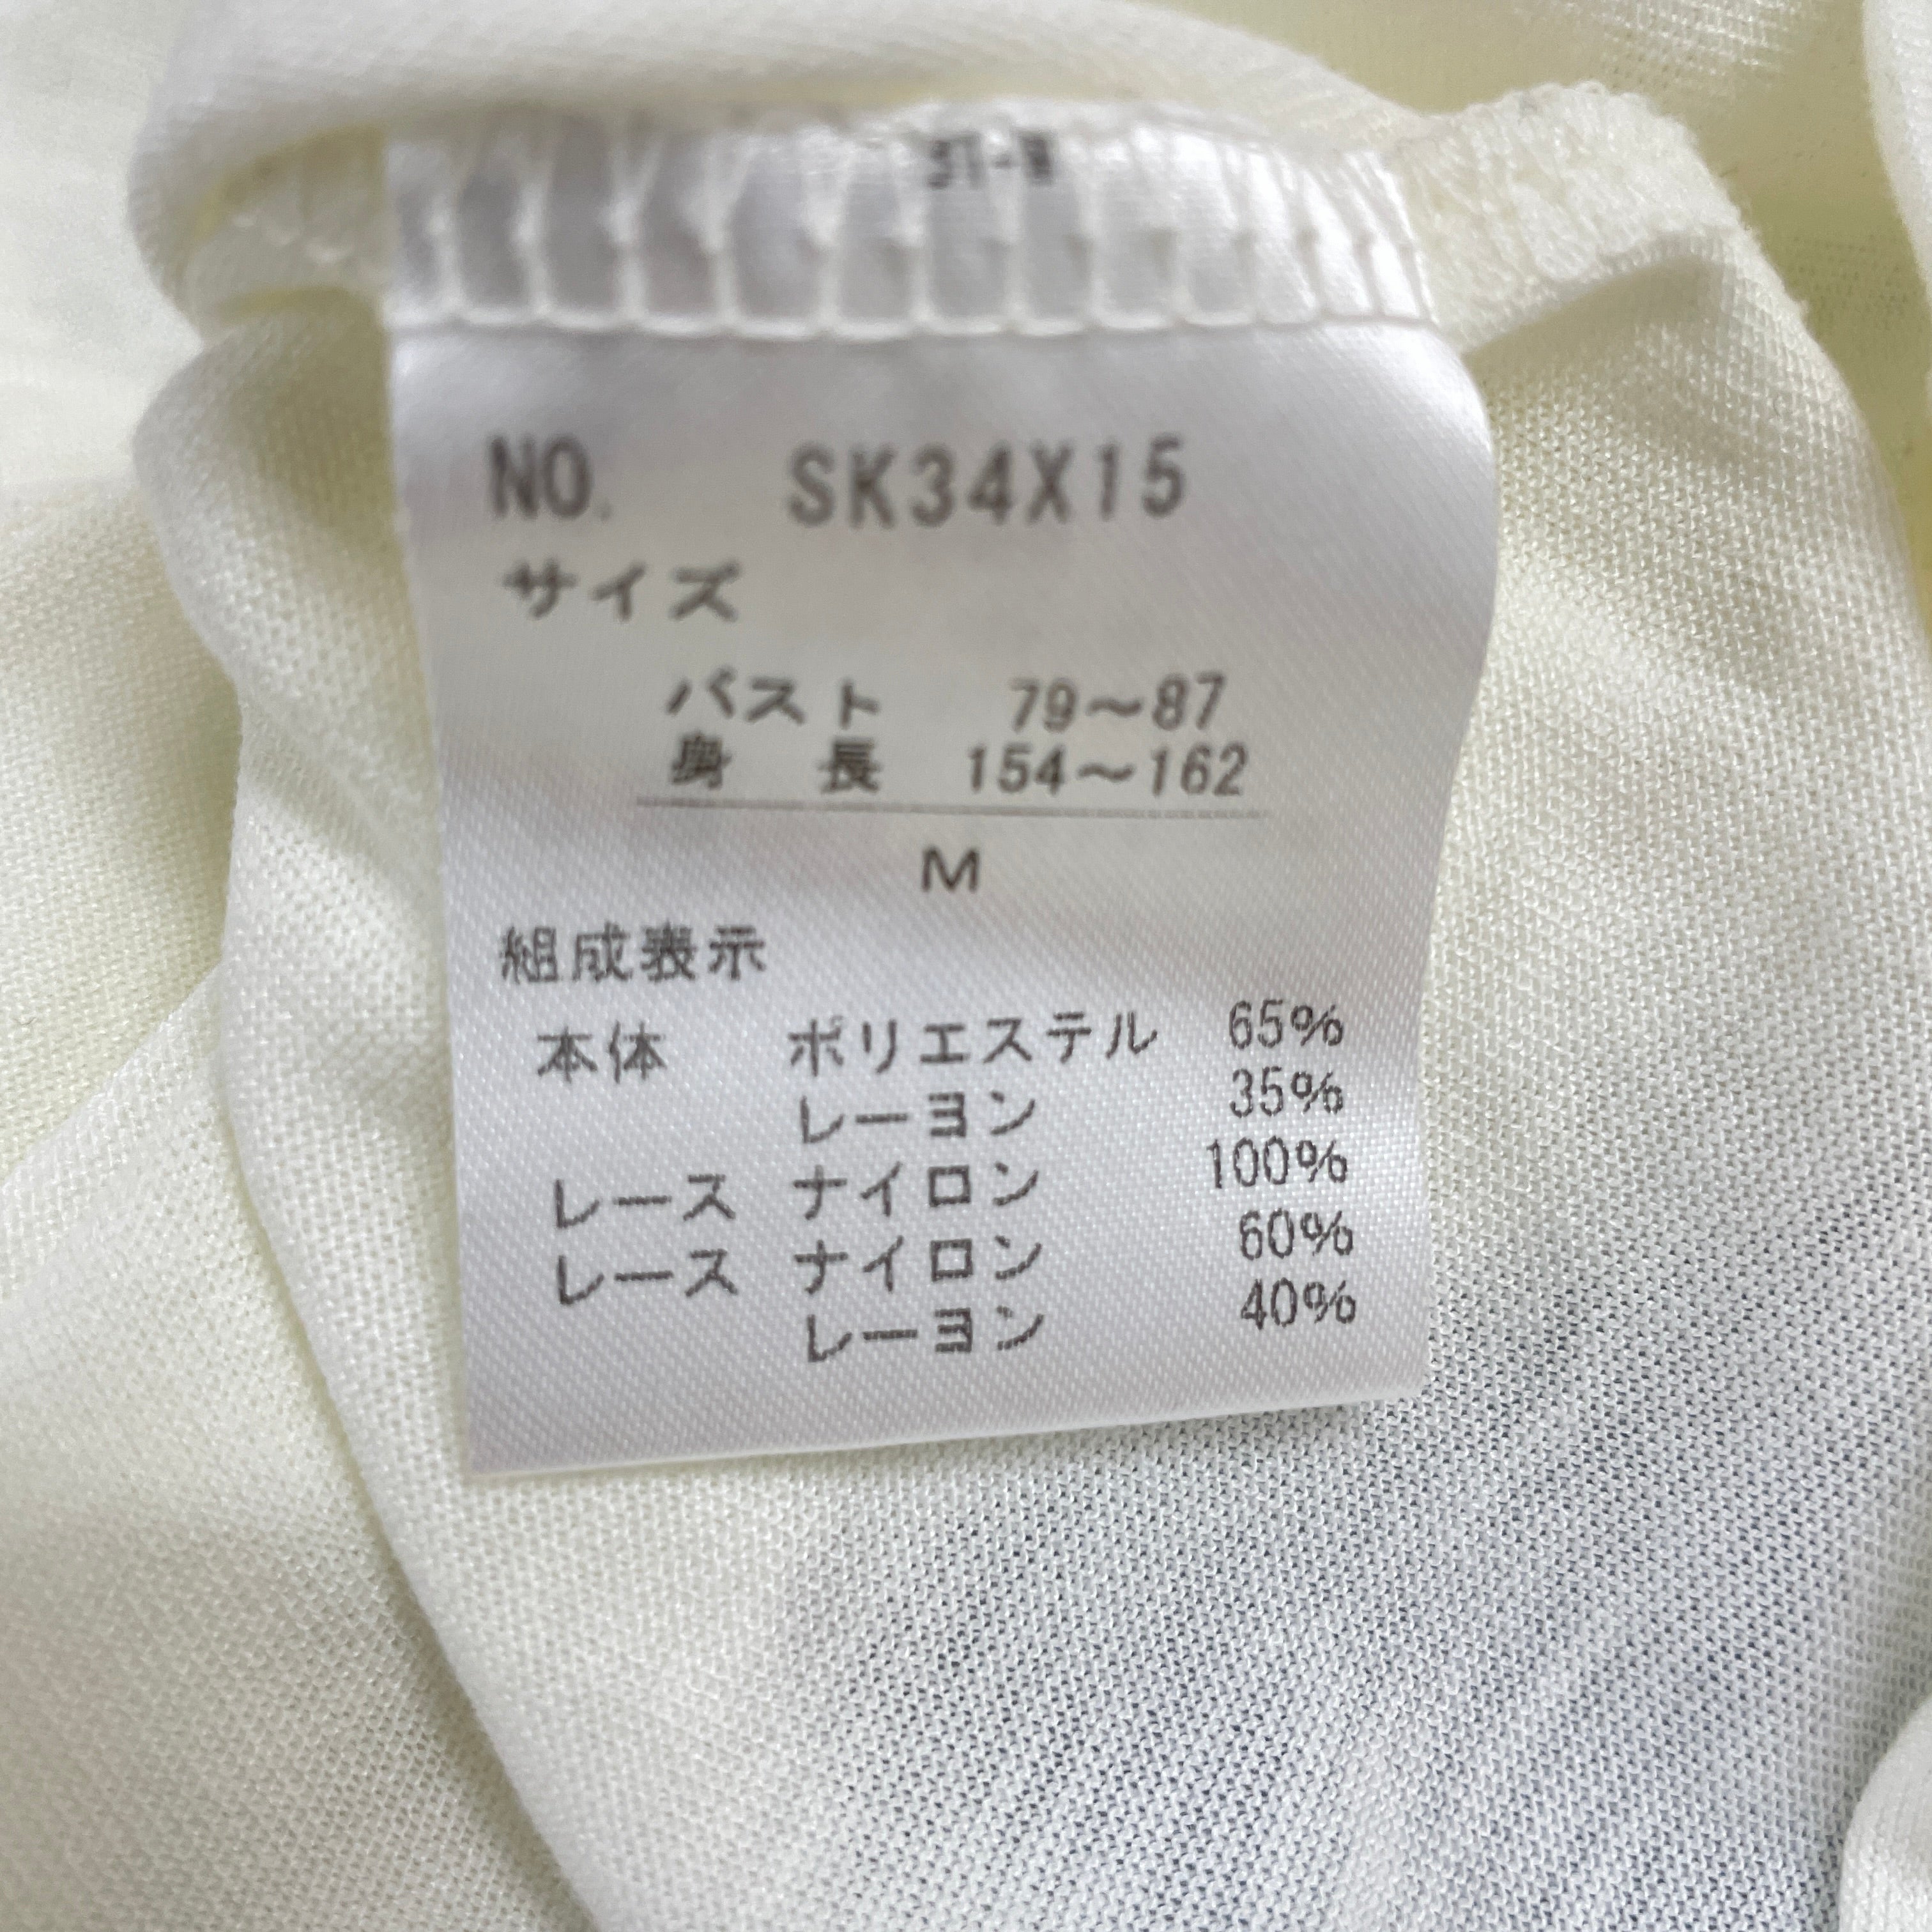 NO. SK34X15
サイズ
バスト 79〜87
身 長 154〜162
M
組成表示
本体 ポリエステル 65%
レーヨン 35%
レース ナイロン 100%
レース ナイロン 60%
レーヨン 40%